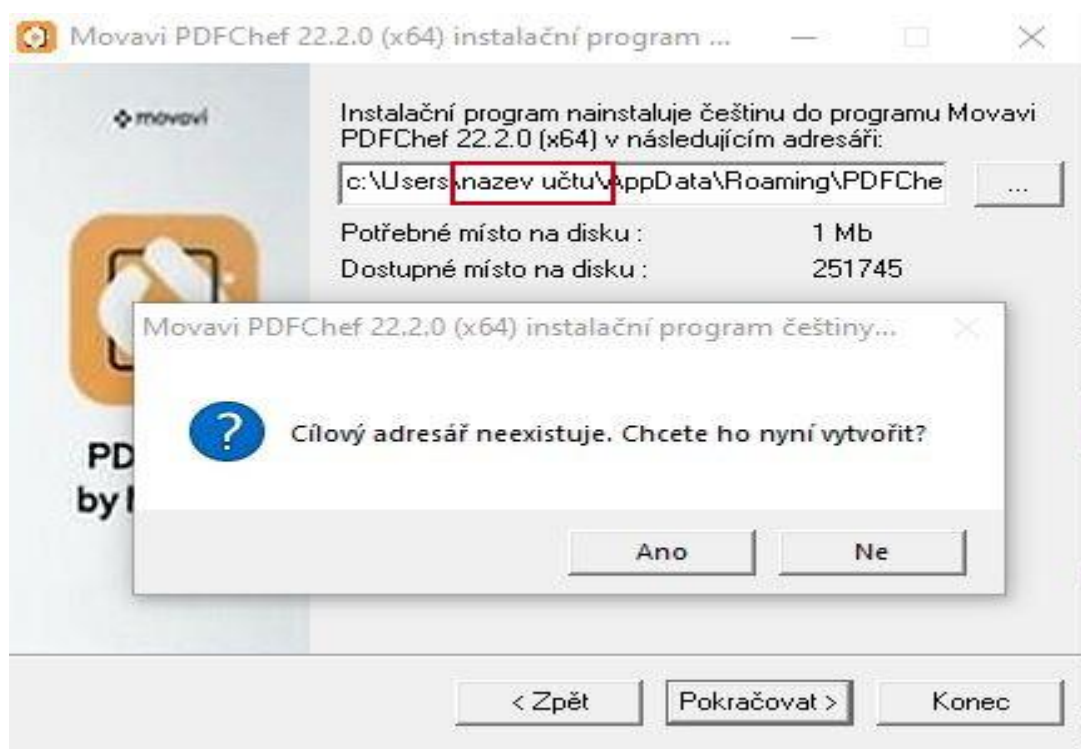 Movavi PDFChef 22.2.0 (x64) instalační program ...
movavi
Instalační program nainstaluje češtinu do programu Movavi
PDFChef 22.2.0 (x64) v následujícím adresáři:
c:\Users\nazev učtu\AppData\Roaming\PDFChe
...
Potřebné místo na disku : 1 Mb
Dostupné místo na disku : 251745
Movavi PDFChef 22.2.0 (x64) instalační program češtiny...
?
Cílový adresář neexistuje. Chcete ho nyní vytvořit?
PD
by
Ano Ne
< Zpět Pokračovat > Konec